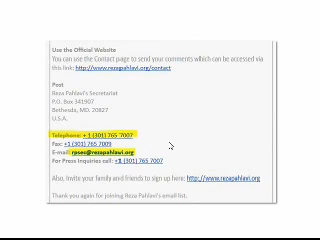 Use the Official Website
You can use the Contact page to send your comments which can be accessed via
this link: http://www.rezapahlavi.org/contact
Post
Reza Pahlavi's Secretariat
P.O. Box 341907
Bethesda, MD. 20827
U.S.A.
Telephone: + 1 (301) 765 7007
Fax: +1 (301) 765 7009
E-mail: rpsec@rezapahlavi.org
For Press Inquiries call: +1 (301) 765 7007
Also, Invite your family and friends to sign up here: http://www.rezapahlavi.org
Thank you again for joining Reza Pahlavi's email list.